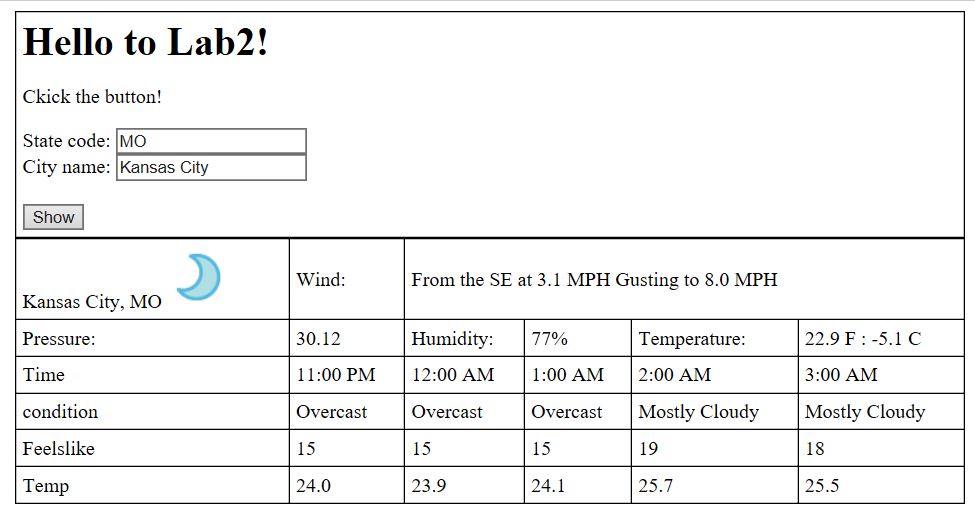 Hello to Lab2!
Ckick the button!
State code: MO
City name: Kansas City
Show
Kansas City, MO Wind: From the SE at 3.1 MPH Gusting to 8.0 MPH
Pressure: 30.12 Humidity: 77% Temperature: 22.9 F : -5.1 C
Time 11:00 PM 12:00 AM 1:00 AM 2:00 AM 3:00 AM
condition Overcast Overcast Overcast Mostly Cloudy Mostly Cloudy
Feelslike 15 15 15 19 18
Temp 24.0 23.9 24.1 25.7 25.5